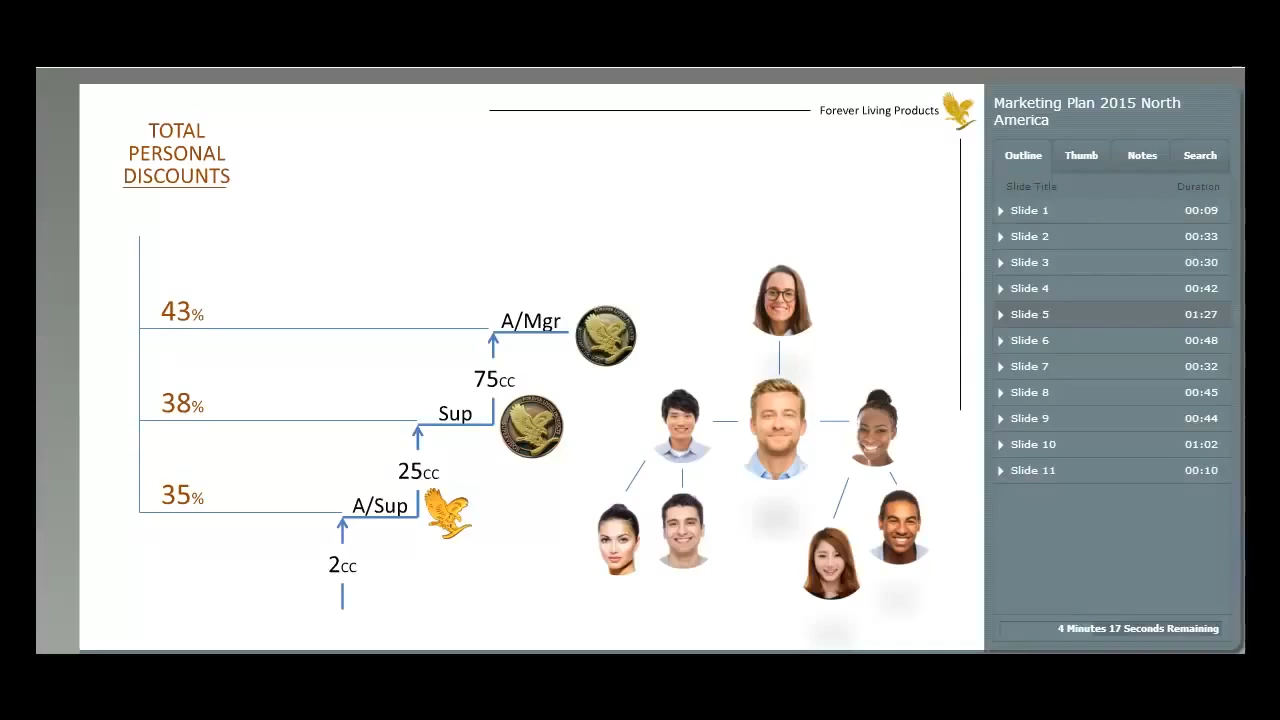 Forever Living Products
TOTAL
PERSONAL
DISCOUNTS
43%
A/Mgr
75CC
38%
Sup
25CC
35%
A/Sup
2CC
Marketing Plan 2015 North
America
Outline Thumb Notes Search
Slide Title Duration
Slide 1 00:09
Slide 2 00:33
Slide 3 00:30
Slide 4 00:42
Slide 5 01:27
Slide 6 00:48
Slide 7 00:32
Slide 8 00:45
Slide 9 00:44
Slide 10 01:02
Slide 11 00:10
4 Minutes 17 Seconds Remaining